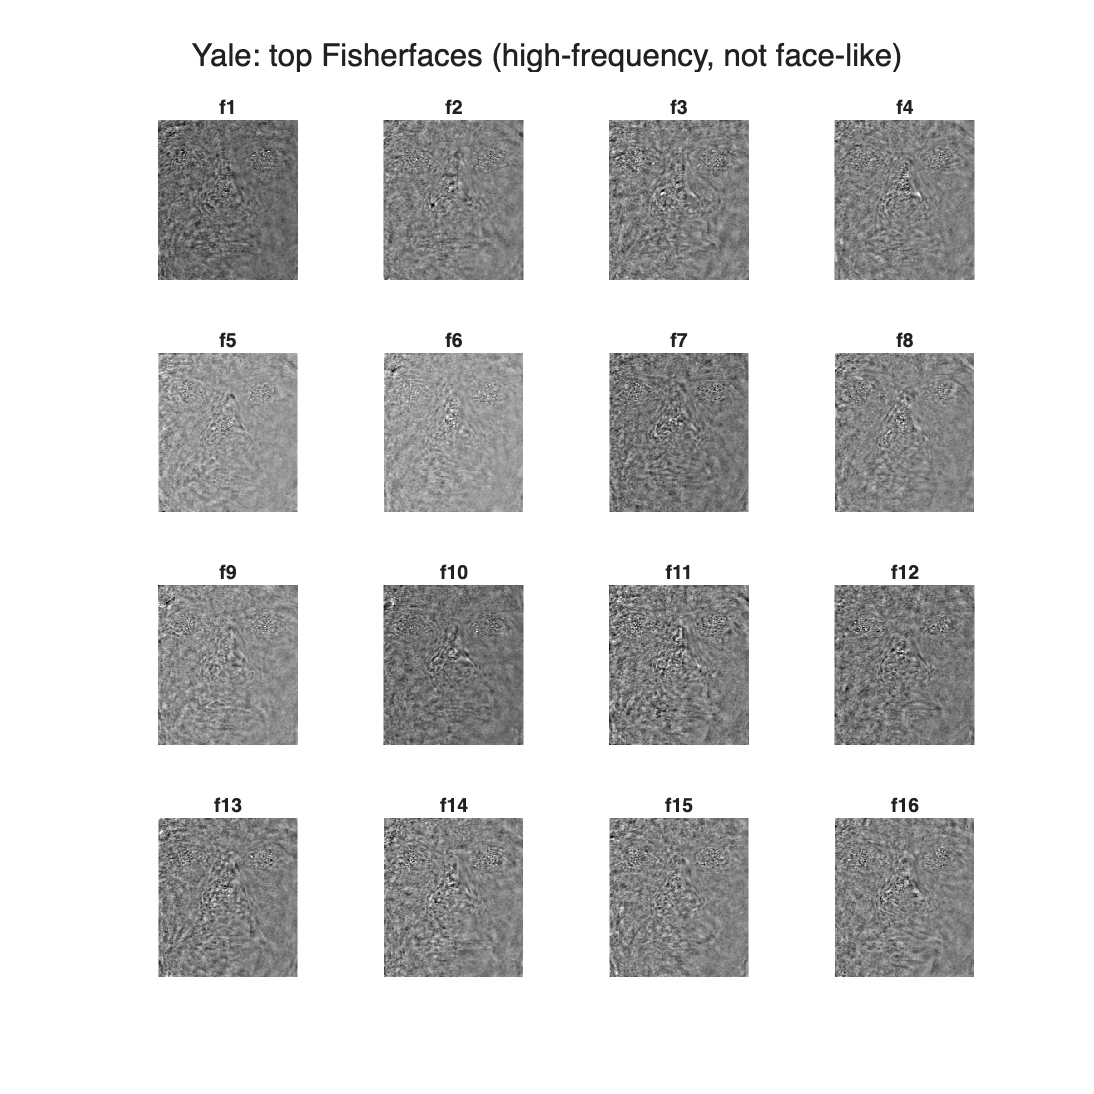 Yale: top Fisherfaces (high-frequency, not face-like)
f1 f2 f3 f4
f5 f6 f7 f8
f9 f10 f11 f12
f13 f14 f15 f16